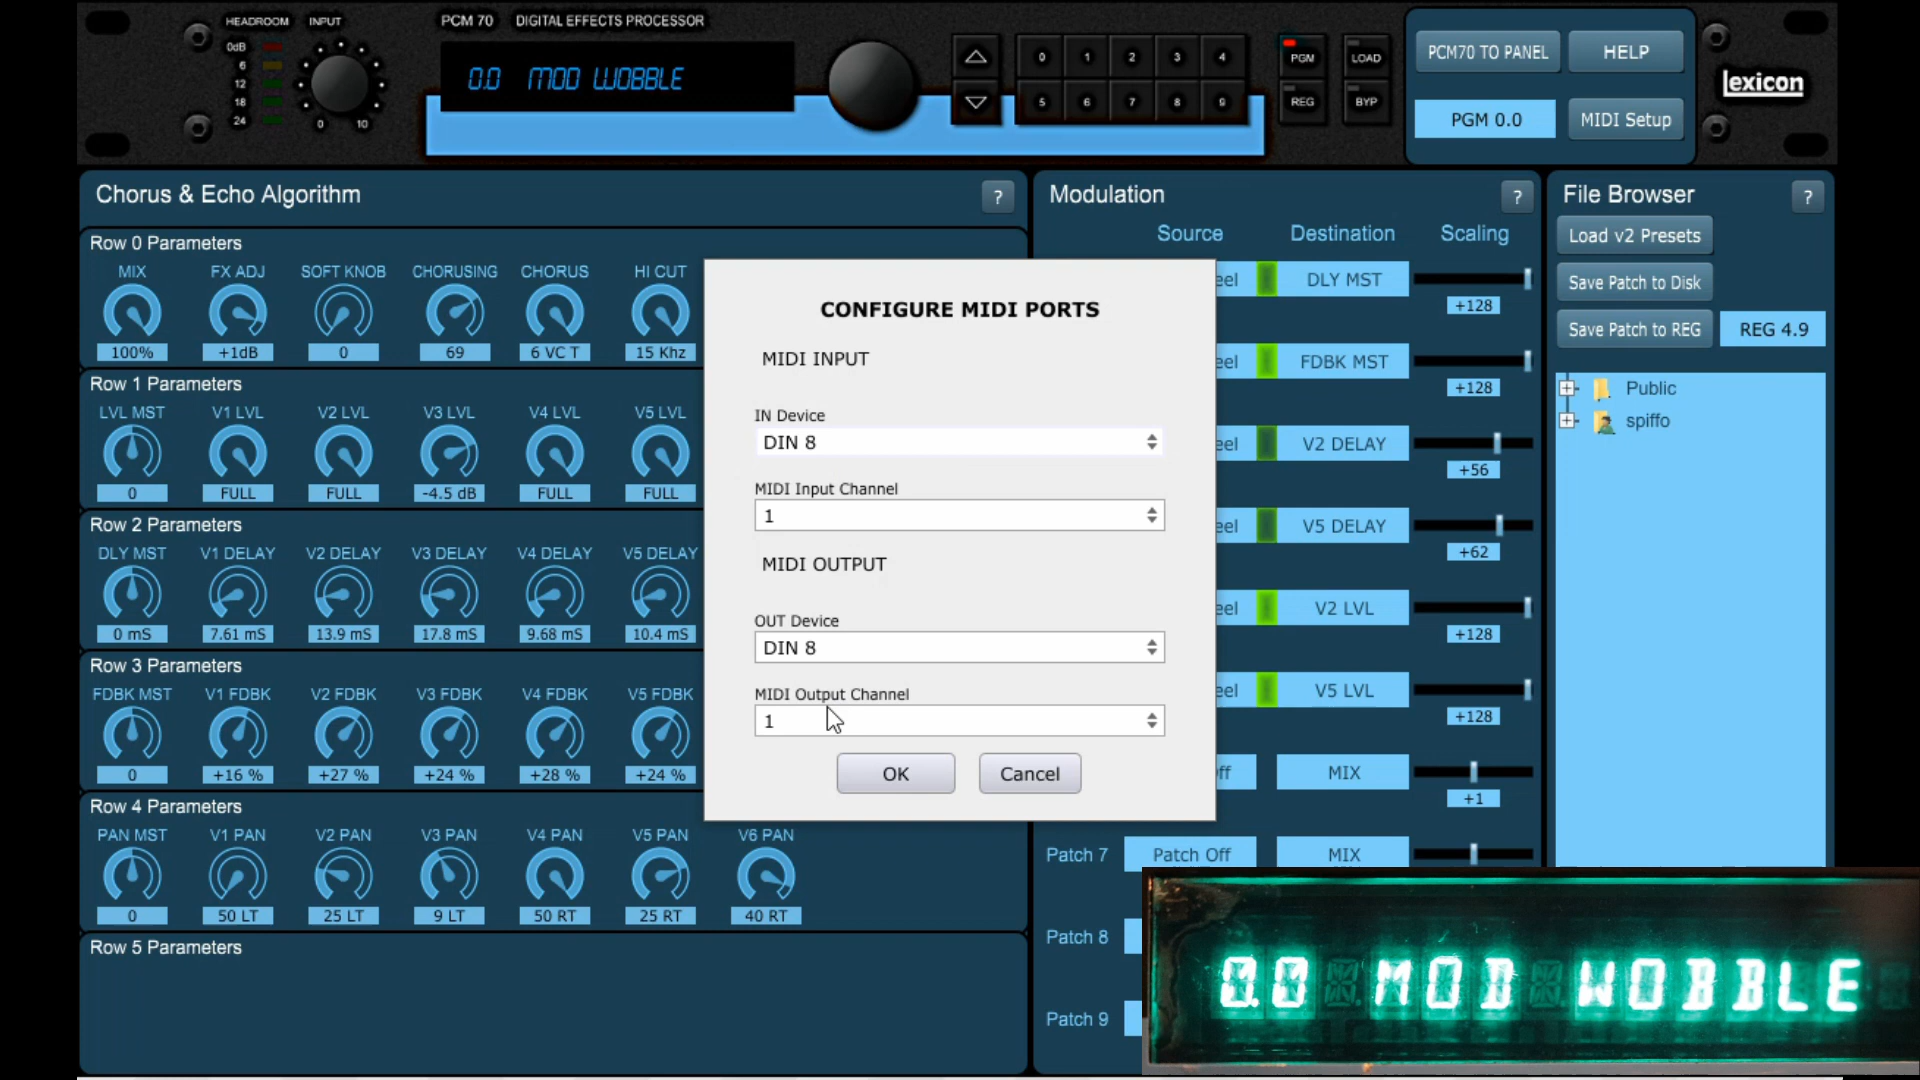 HEADROOM INPUT
0dB
6
12
18
24
0 10
PCM 70 DIGITAL EFFECTS PROCESSOR
0.0 MOD WOBBLE
0 1 2 3 4
5 6 7 8 9
PGM LOAD
REG BYP
PCM70 TO PANEL HELP
PGM 0.0 MIDI Setup
lexicon
Chorus & Echo Algorithm ?
Row 0 Parameters
MIX FX ADJ SOFT KNOB CHORUSING CHORUS HI CUT
100% +1dB 0 69 6 VC T 15 Khz
Row 1 Parameters
LVL MST V1 LVL V2 LVL V3 LVL V4 LVL V5 LVL
0 FULL FULL -4.5 dB FULL FULL
Row 2 Parameters
DLY MST V1 DELAY V2 DELAY V3 DELAY V4 DELAY V5 DELAY
0 mS 7.61 mS 13.9 mS 17.8 mS 9.68 mS 10.4 mS
Row 3 Parameters
FDBK MST V1 FDBK V2 FDBK V3 FDBK V4 FDBK V5 FDBK
0 +16 % +27 % +24 % +28 % +24 %
Row 4 Parameters
PAN MST V1 PAN V2 PAN V3 PAN V4 PAN V5 PAN V6 PAN
0 50 LT 25 LT 9 LT 50 RT 25 RT 40 RT
Row 5 Parameters
CONFIGURE MIDI PORTS
MIDI INPUT
IN Device
DIN 8
MIDI Input Channel
1
MIDI OUTPUT
OUT Device
DIN 8
MIDI Output Channel
1
OK Cancel
Modulation ?
Source Destination Scaling
eel DLY MST
+128
eel FDBK MST
+128
eel V2 DELAY
+56
eel V5 DELAY
+62
eel V2 LVL
+128
eel V5 LVL
+128
ff MIX
+1
Patch 7 Patch Off MIX
Patch 8
Patch 9
File Browser ?
Load v2 Presets
Save Patch to Disk
Save Patch to REG REG 4.9
Public
spiffo
0.0 MOD WOBBLE